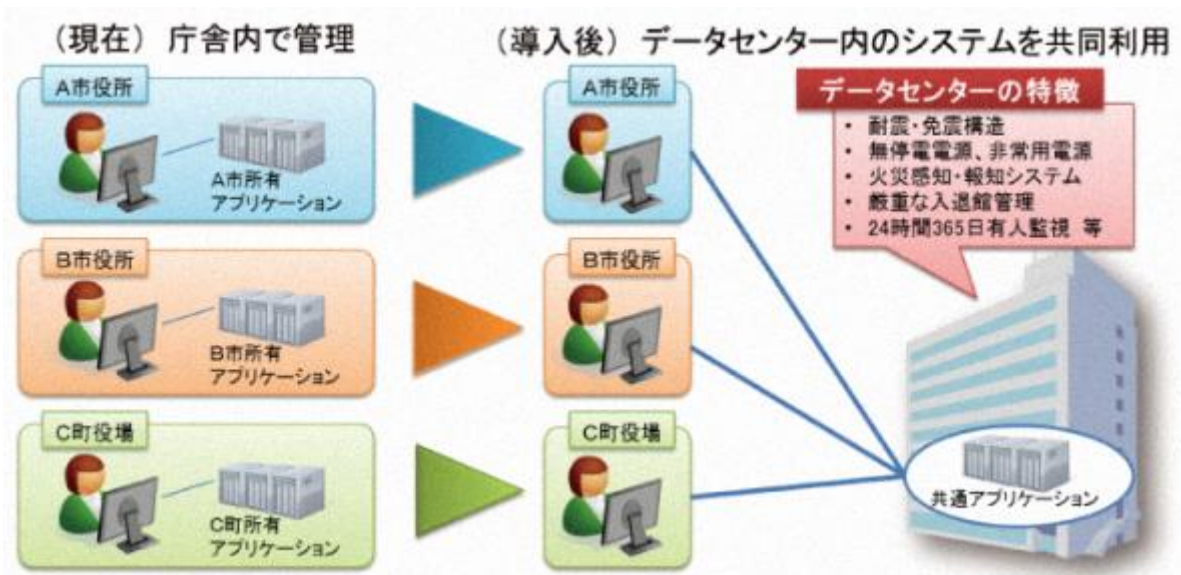 （現在）庁舎内で管理
A市役所
A市所有
アプリケーション
B市役所
B市所有
アプリケーション
C町役場
C町所有
アプリケーション
（導入後）データセンター内のシステムを共同利用
A市役所
B市役所
C町役場
データセンターの特徴
・ 耐震・免震構造
・ 無停電電源、非常用電源
・ 火災感知・報知システム
・ 厳重な入退館管理
・ 24時間365日有人監視 等
共通アプリケーション